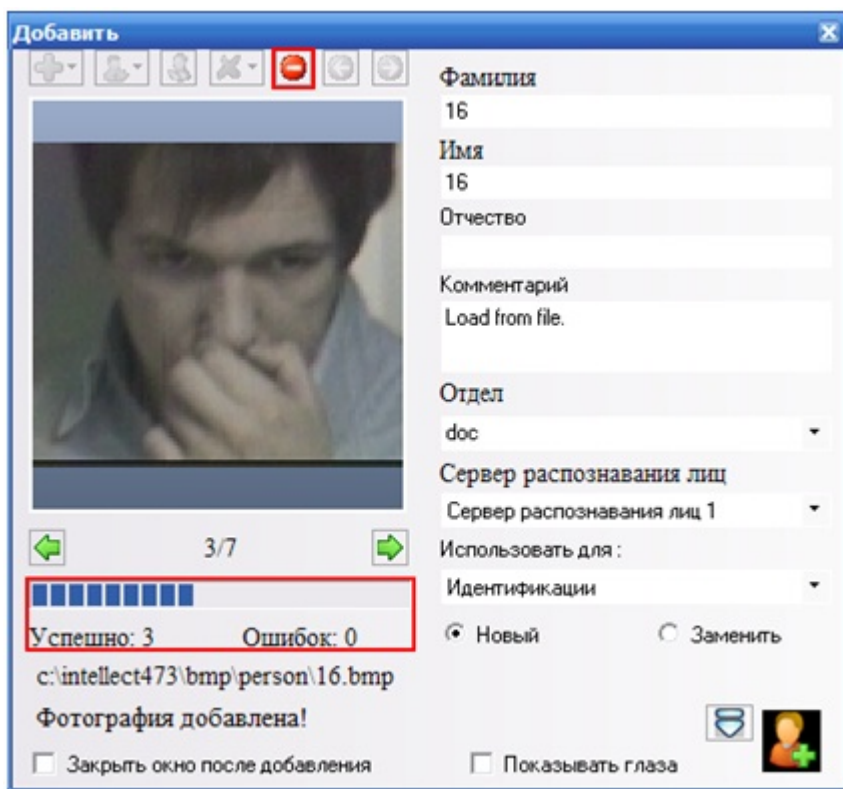 Добавить
Фамилия
16
Имя
16
Отчество
Комментарий
Load from file.
Отдел
doc
Сервер распознавания лиц
Сервер распознавания лиц 1
3/7
Использовать для :
Идентификации
Успешно: 3 Ошибок: 0
Новый Заменить
c:\intellect473\bmp\person\16.bmp
Фотография добавлена!
Закрыть окно после добавления
Показывать глаза